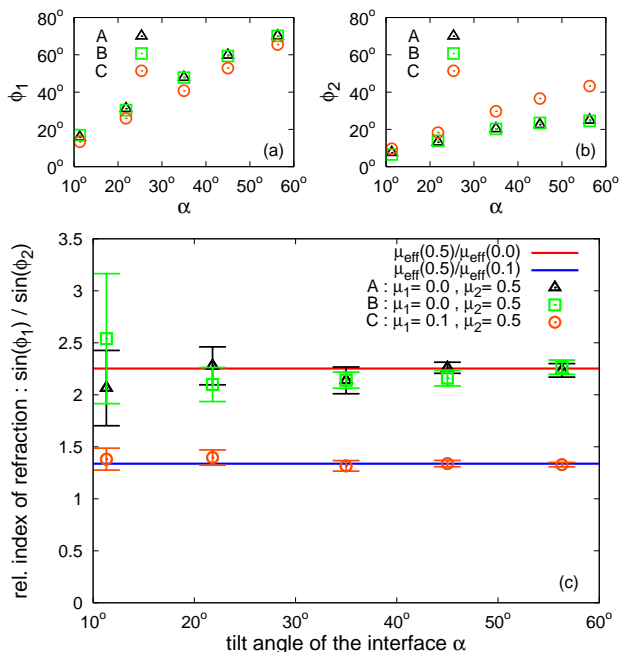 80°
60°
40°
20°
0°
ϕ1
A
B
C
(a)
10° 20° 30° 40° 50° 60°
α
80°
60°
40°
20°
0°
ϕ2
A
B
C
(b)
10° 20° 30° 40° 50° 60°
α
3.5
3
2.5
2
1.5
1
0.5
0
rel. index of refraction : sin(ϕ1) / sin(ϕ2)
μeff(0.5)/μeff(0.0)
μeff(0.5)/μeff(0.1)
A : μ1= 0.0 , μ2= 0.5
B : μ1= 0.0 , μ2= 0.5
C : μ1= 0.1 , μ2= 0.5
(c)
10° 20° 30° 40° 50° 60°
tilt angle of the interface α